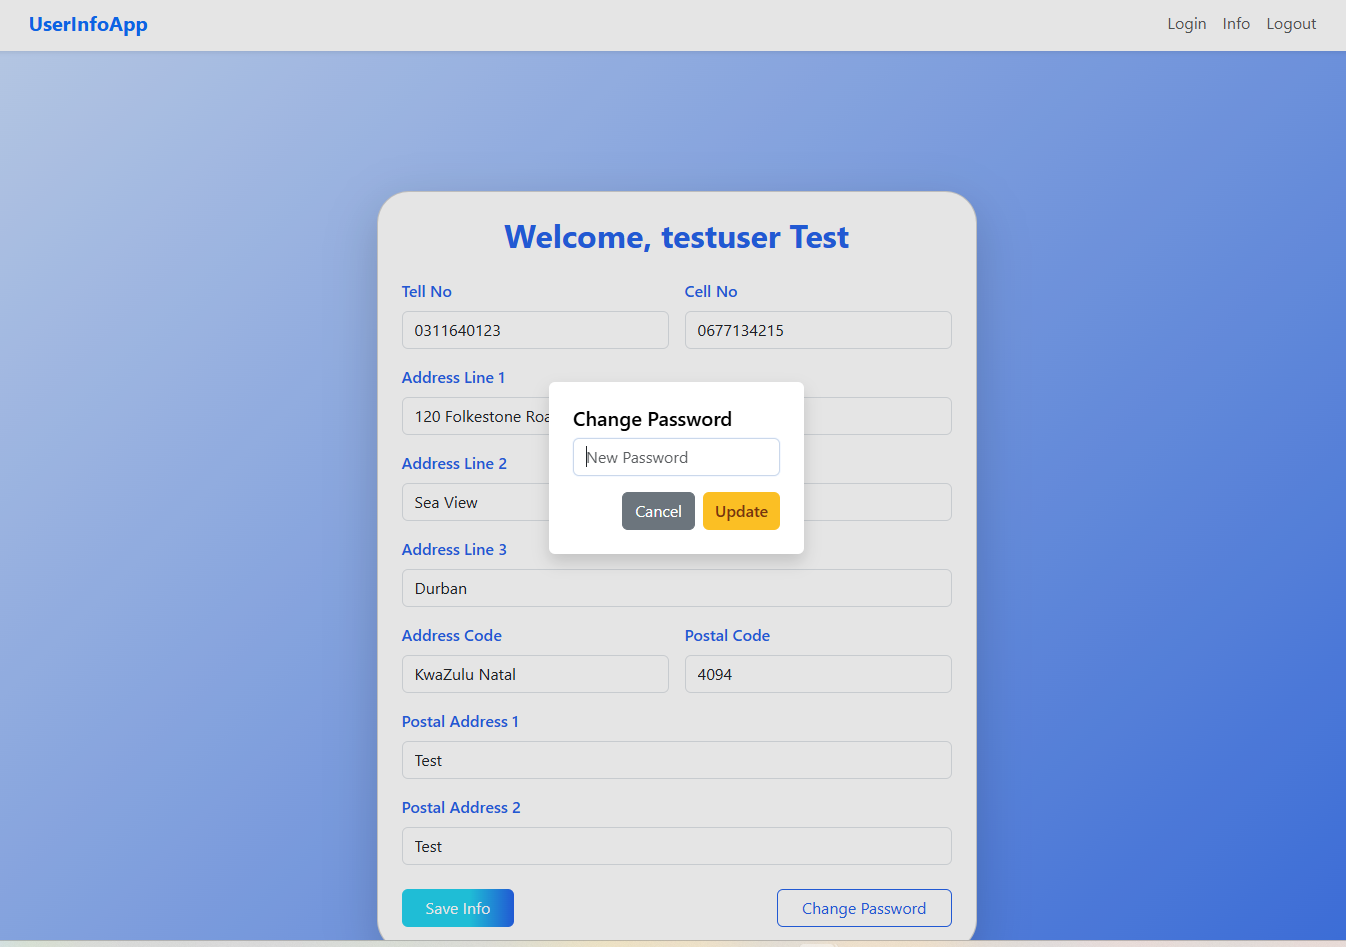 UserInfoApp
Login Info Logout
Welcome, testuser Test
Tell No Cell No
0311640123 0677134215
Address Line 1
120 Folkestone Roa
Change Password
New Password
Address Line 2
Sea View
Cancel Update
Address Line 3
Durban
Address Code Postal Code
KwaZulu Natal 4094
Postal Address 1
Test
Postal Address 2
Test
Save Info Change Password